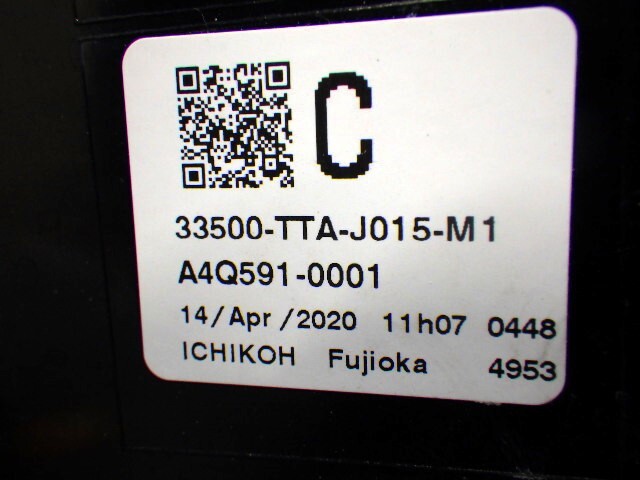 C
33500-TTA-J015-M1
A4Q591-0001
14/Apr/2020 11h07 0448
ICHIKOH Fujioka 4953